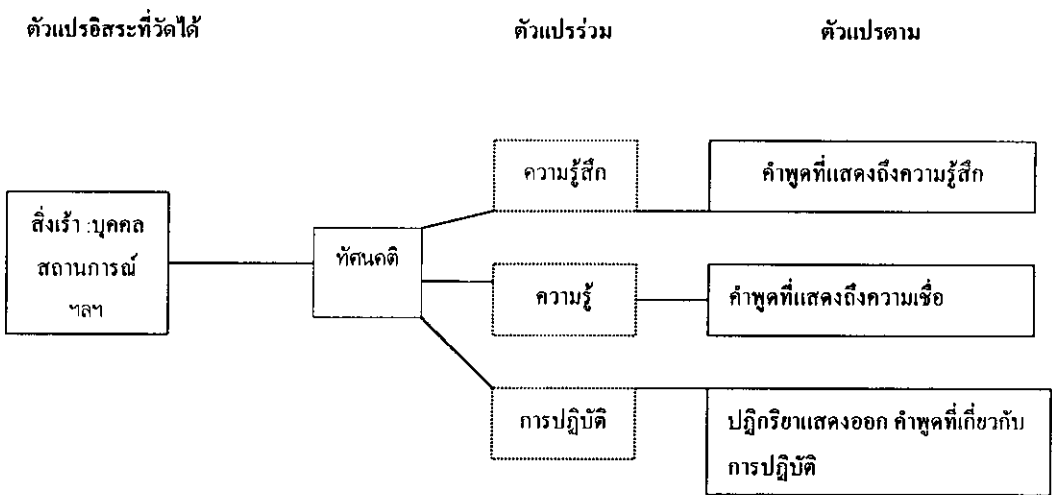 ตัวแปรอิสระที่วัดได้ ตัวแปรร่วม ตัวแปรตาม
ความรู้สึก คำพูดที่แสดงถึงความรู้สึก
สิ่งเร้า :บุคคล
สถานการณ์
ฯลฯ
ทัศนคติ
ความรู้ คำพูดที่แสดงถึงความเชื่อ
การปฏิบัติ ปฏิกริยาแสดงออก คำพูดที่เกี่ยวกับ
การปฏิบัติ